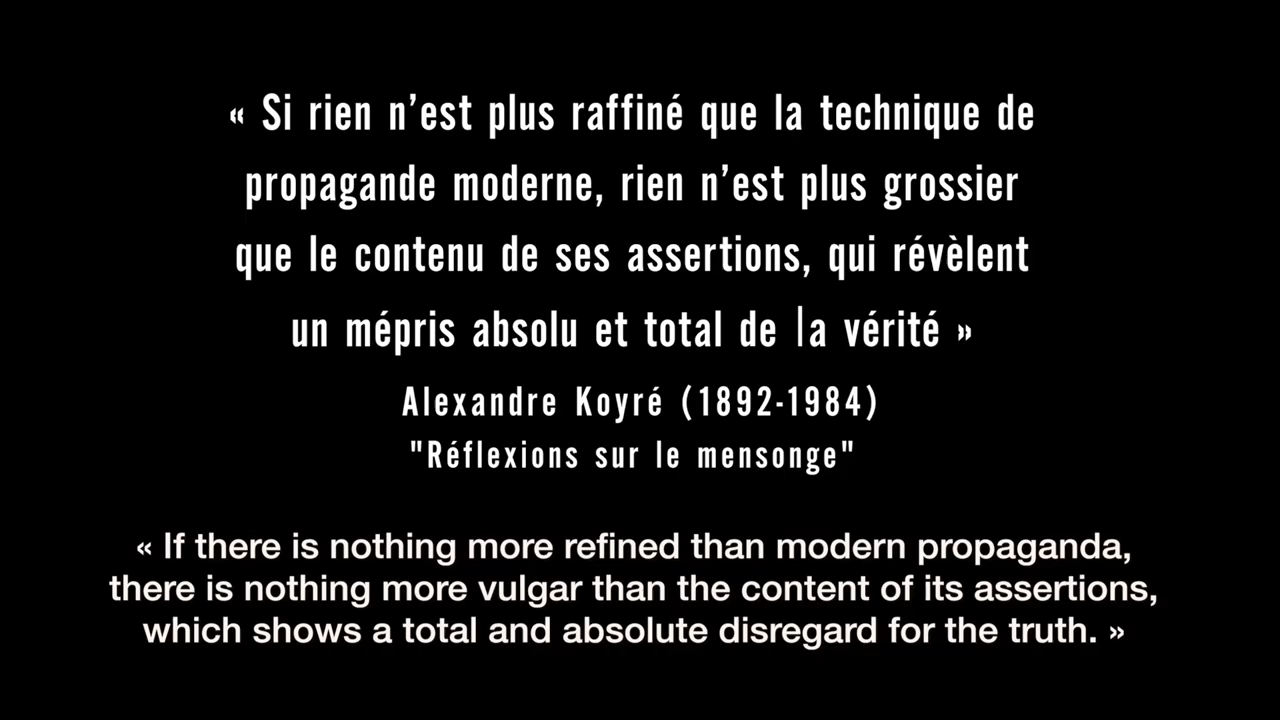 « Si rien n’est plus raffiné que la technique de
propagande moderne, rien n’est plus grossier
que le contenu de ses assertions, qui révèlent
un mépris absolu et total de la vérité »
Alexandre Koyré (1892-1984)
"Réflexions sur le mensonge"
« If there is nothing more refined than modern propaganda,
there is nothing more vulgar than the content of its assertions,
which shows a total and absolute disregard for the truth. »